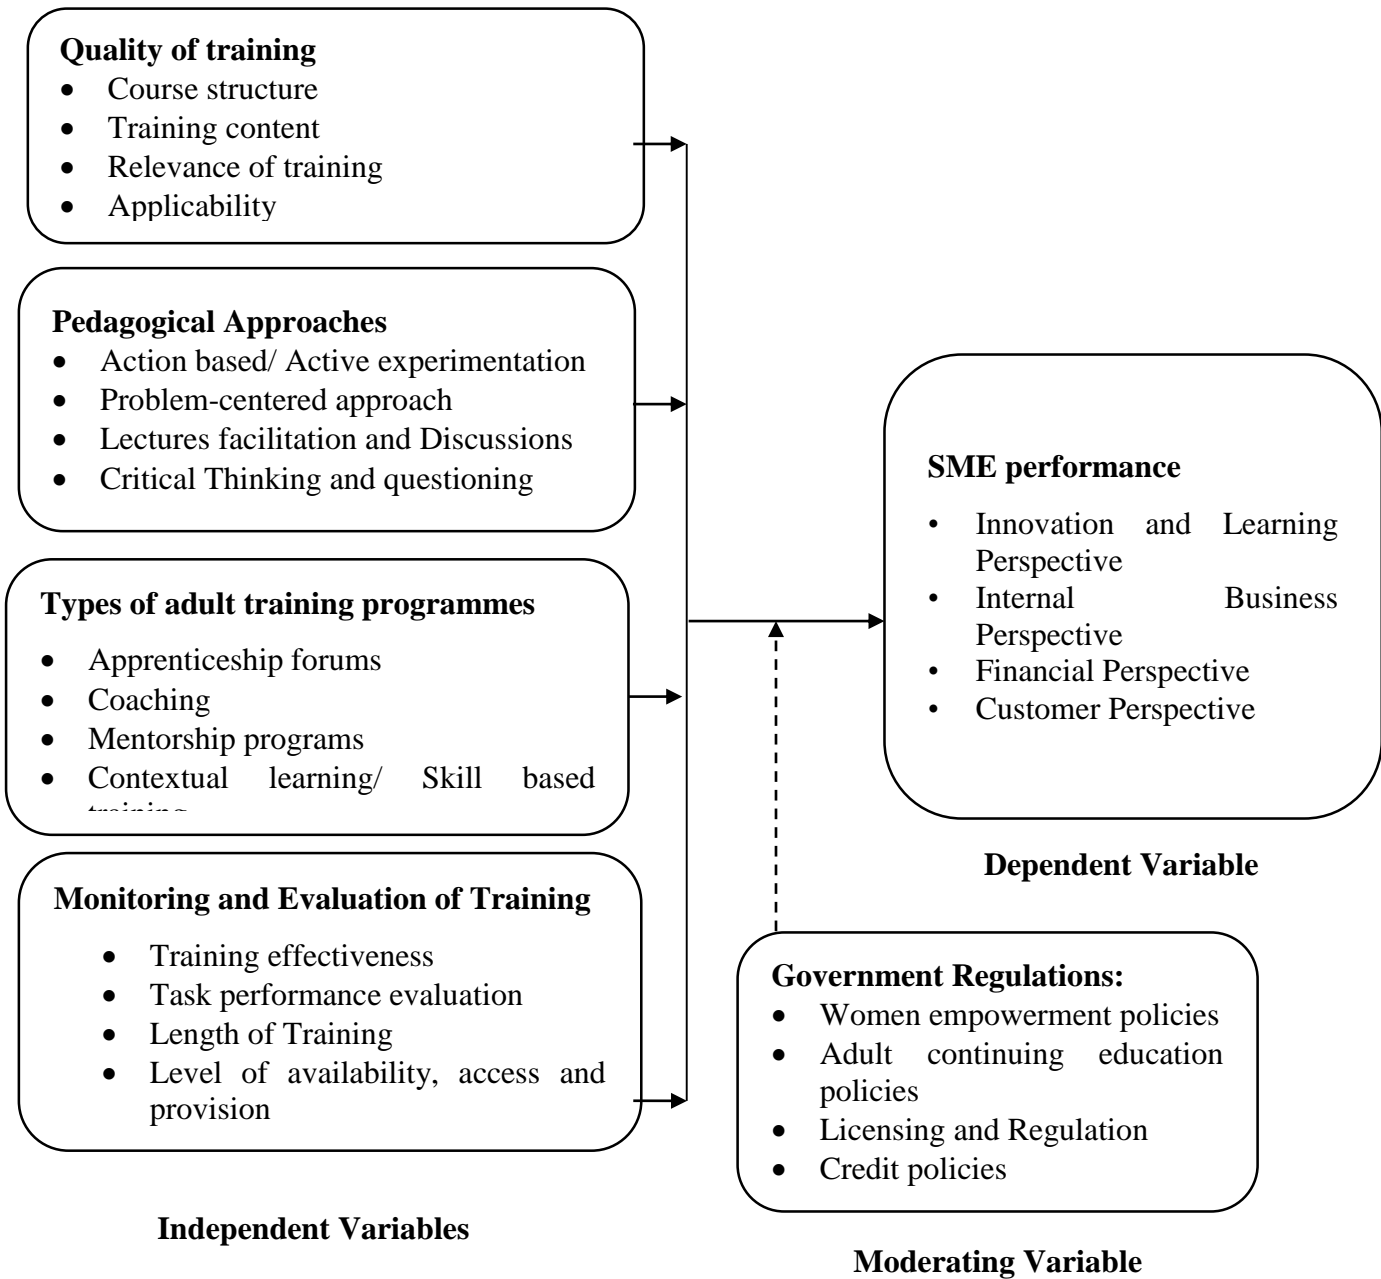 Quality of training
• Course structure
• Training content
• Relevance of training
• Applicability
Pedagogical Approaches
• Action based/ Active experimentation
• Problem-centered approach
• Lectures facilitation and Discussions
• Critical Thinking and questioning
Types of adult training programmes
• Apprenticeship forums
• Coaching
• Mentorship programs
• Contextual learning/ Skill based
training
Monitoring and Evaluation of Training
• Training effectiveness
• Task performance evaluation
• Length of Training
• Level of availability, access and
provision
Independent Variables
SME performance
• Innovation and Learning
Perspective
• Internal Business
Perspective
• Financial Perspective
• Customer Perspective
Dependent Variable
Government Regulations:
• Women empowerment policies
• Adult continuing education
policies
• Licensing and Regulation
• Credit policies
Moderating Variable